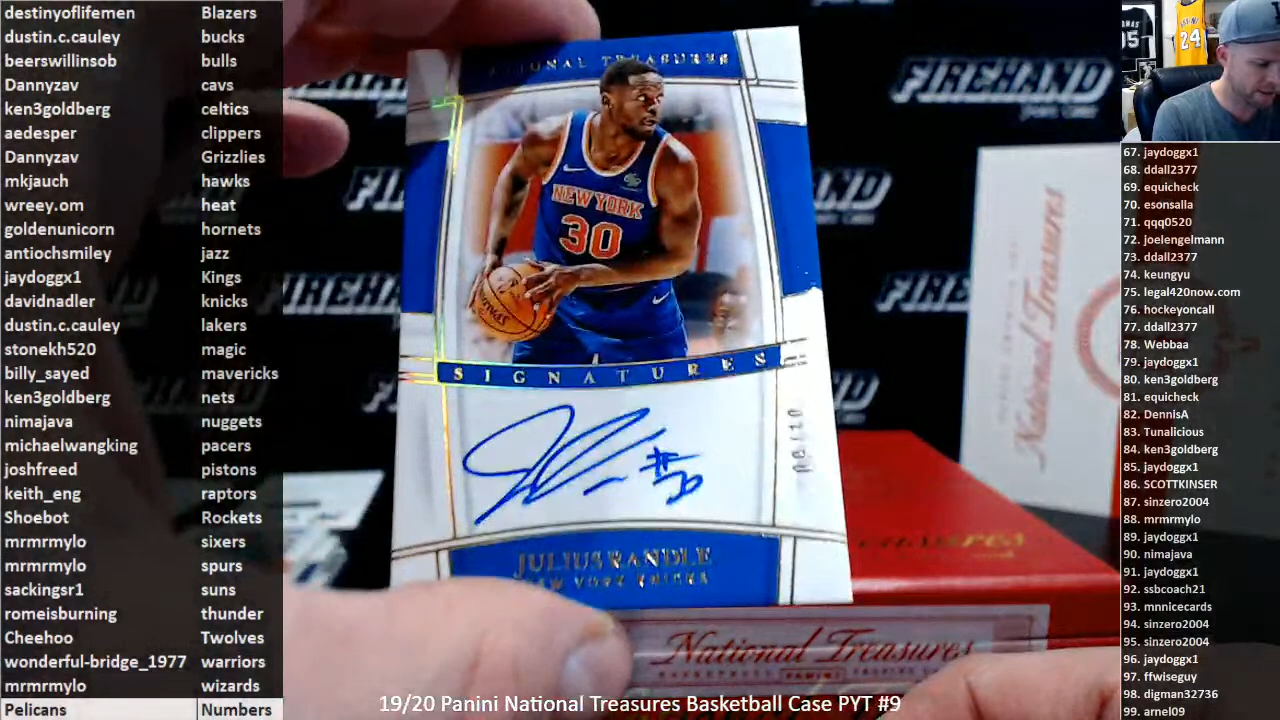 destinyoflifemen Blazers
dustin.c.cauley bucks
beerswillinsob bulls
Dannyzav cavs
ken3goldberg celtics
aedesper clippers
Dannyzav Grizzlies
mkjauch hawks
wreey.om heat
goldenunicorn hornets
antiochsmiley jazz
jaydoggx1 Kings
davidnadler knicks
dustin.c.cauley lakers
stonekh520 magic
billy_sayed mavericks
ken3goldberg nets
nimajava nuggets
michaelwangking pacers
joshfreed pistons
keith_eng raptors
Shoebot Rockets
mrmrmylo sixers
mrmrmylo spurs
sackingsr1 suns
romeisburning thunder
Cheehoo Twolves
wonderful-bridge_1977 warriors
mrmrmylo wizards
Pelicans Numbers
TREASURES
NEW YORK
30
SIGNATURES
#30
JULIUS RANDLE
NEW YORK KNICKS
FIREHAND
National Treasures
National Treasures
19/20 Panini National Treasures Basketball Case PYT #9
24
67. jaydoggx1
68. ddall2377
69. equicheck
70. esonsalla
71. qqq0520
72. joelengelmann
73. ddall2377
74. keungyu
75. legal420now.com
76. hockeyoncall
77. ddall2377
78. Webbaa
79. jaydoggx1
80. ken3goldberg
81. equicheck
82. DennisA
83. Tunalicious
84. ken3goldberg
85. jaydoggx1
86. SCOTTKINSER
87. sinzero2004
88. mrmrmylo
89. jaydoggx1
90. nimajava
91. jaydoggx1
92. ssbcoach21
93. mnnicecards
94. sinzero2004
95. sinzero2004
96. jaydoggx1
97. ffwiseguy
98. digman32736
99. arnel09